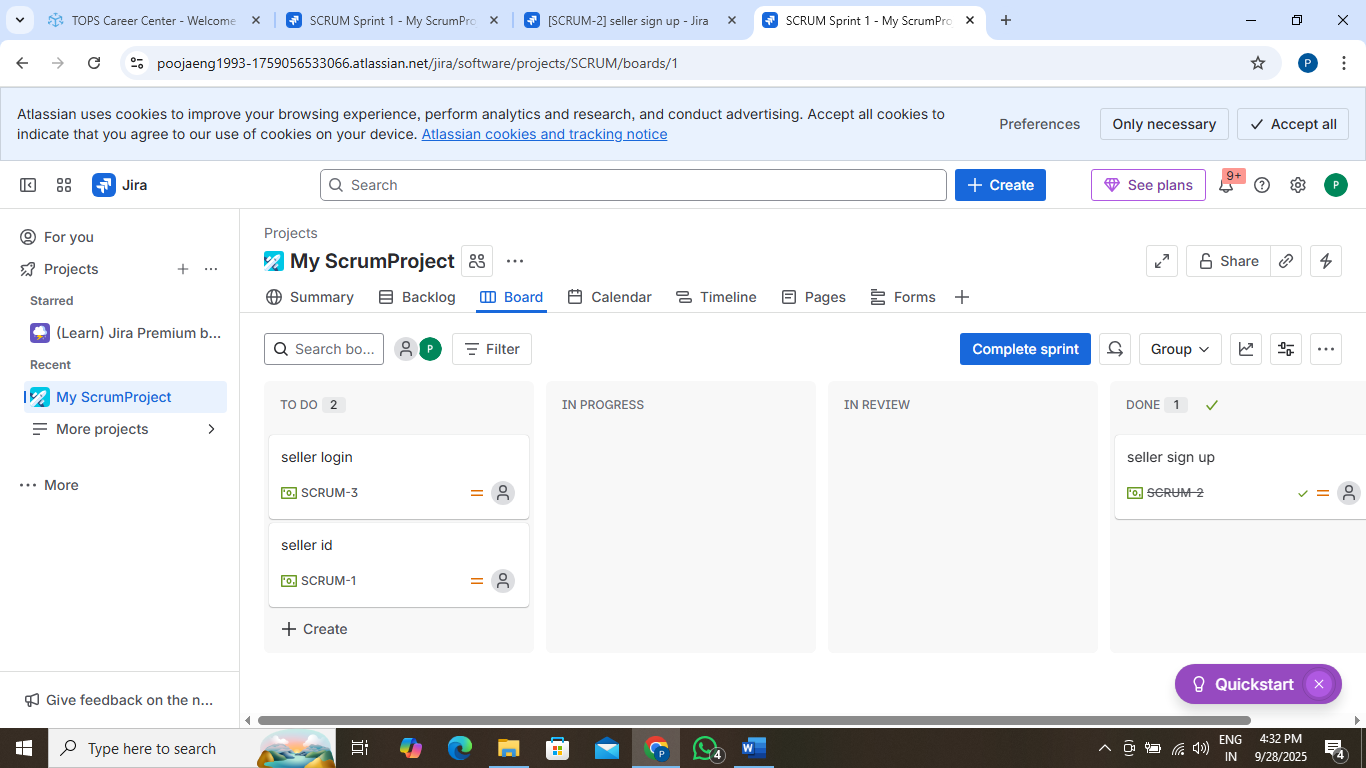 TOPS Career Center - Welcome
SCRUM Sprint 1 - My ScrumPro
[SCRUM-2] seller sign up - Jira
SCRUM Sprint 1 - My ScrumPro
poojaeng1993-1759056533066.atlassian.net/jira/software/projects/SCRUM/boards/1
P
Atlassian uses cookies to improve your browsing experience, perform analytics and research, and conduct advertising. Accept all cookies to
indicate that you agree to our use of cookies on your device. Atlassian cookies and tracking notice
Preferences
Only necessary
Accept all
Jira
Search
Create
See plans
9+
P
For you
Projects
Starred
(Learn) Jira Premium b...
Recent
My ScrumProject
More projects
More
Give feedback on the n...
Projects
My ScrumProject
Share
Summary
Backlog
Board
Calendar
Timeline
Pages
Forms
Search bo...
P
Filter
Complete sprint
Group
TO DO 2
seller login
SCRUM-3
seller id
SCRUM-1
Create
IN PROGRESS
IN REVIEW
DONE 1
seller sign up
SCRUM-2
Quickstart
Type here to search
P
4
W
ENG
IN
4:32 PM
9/28/2025
4